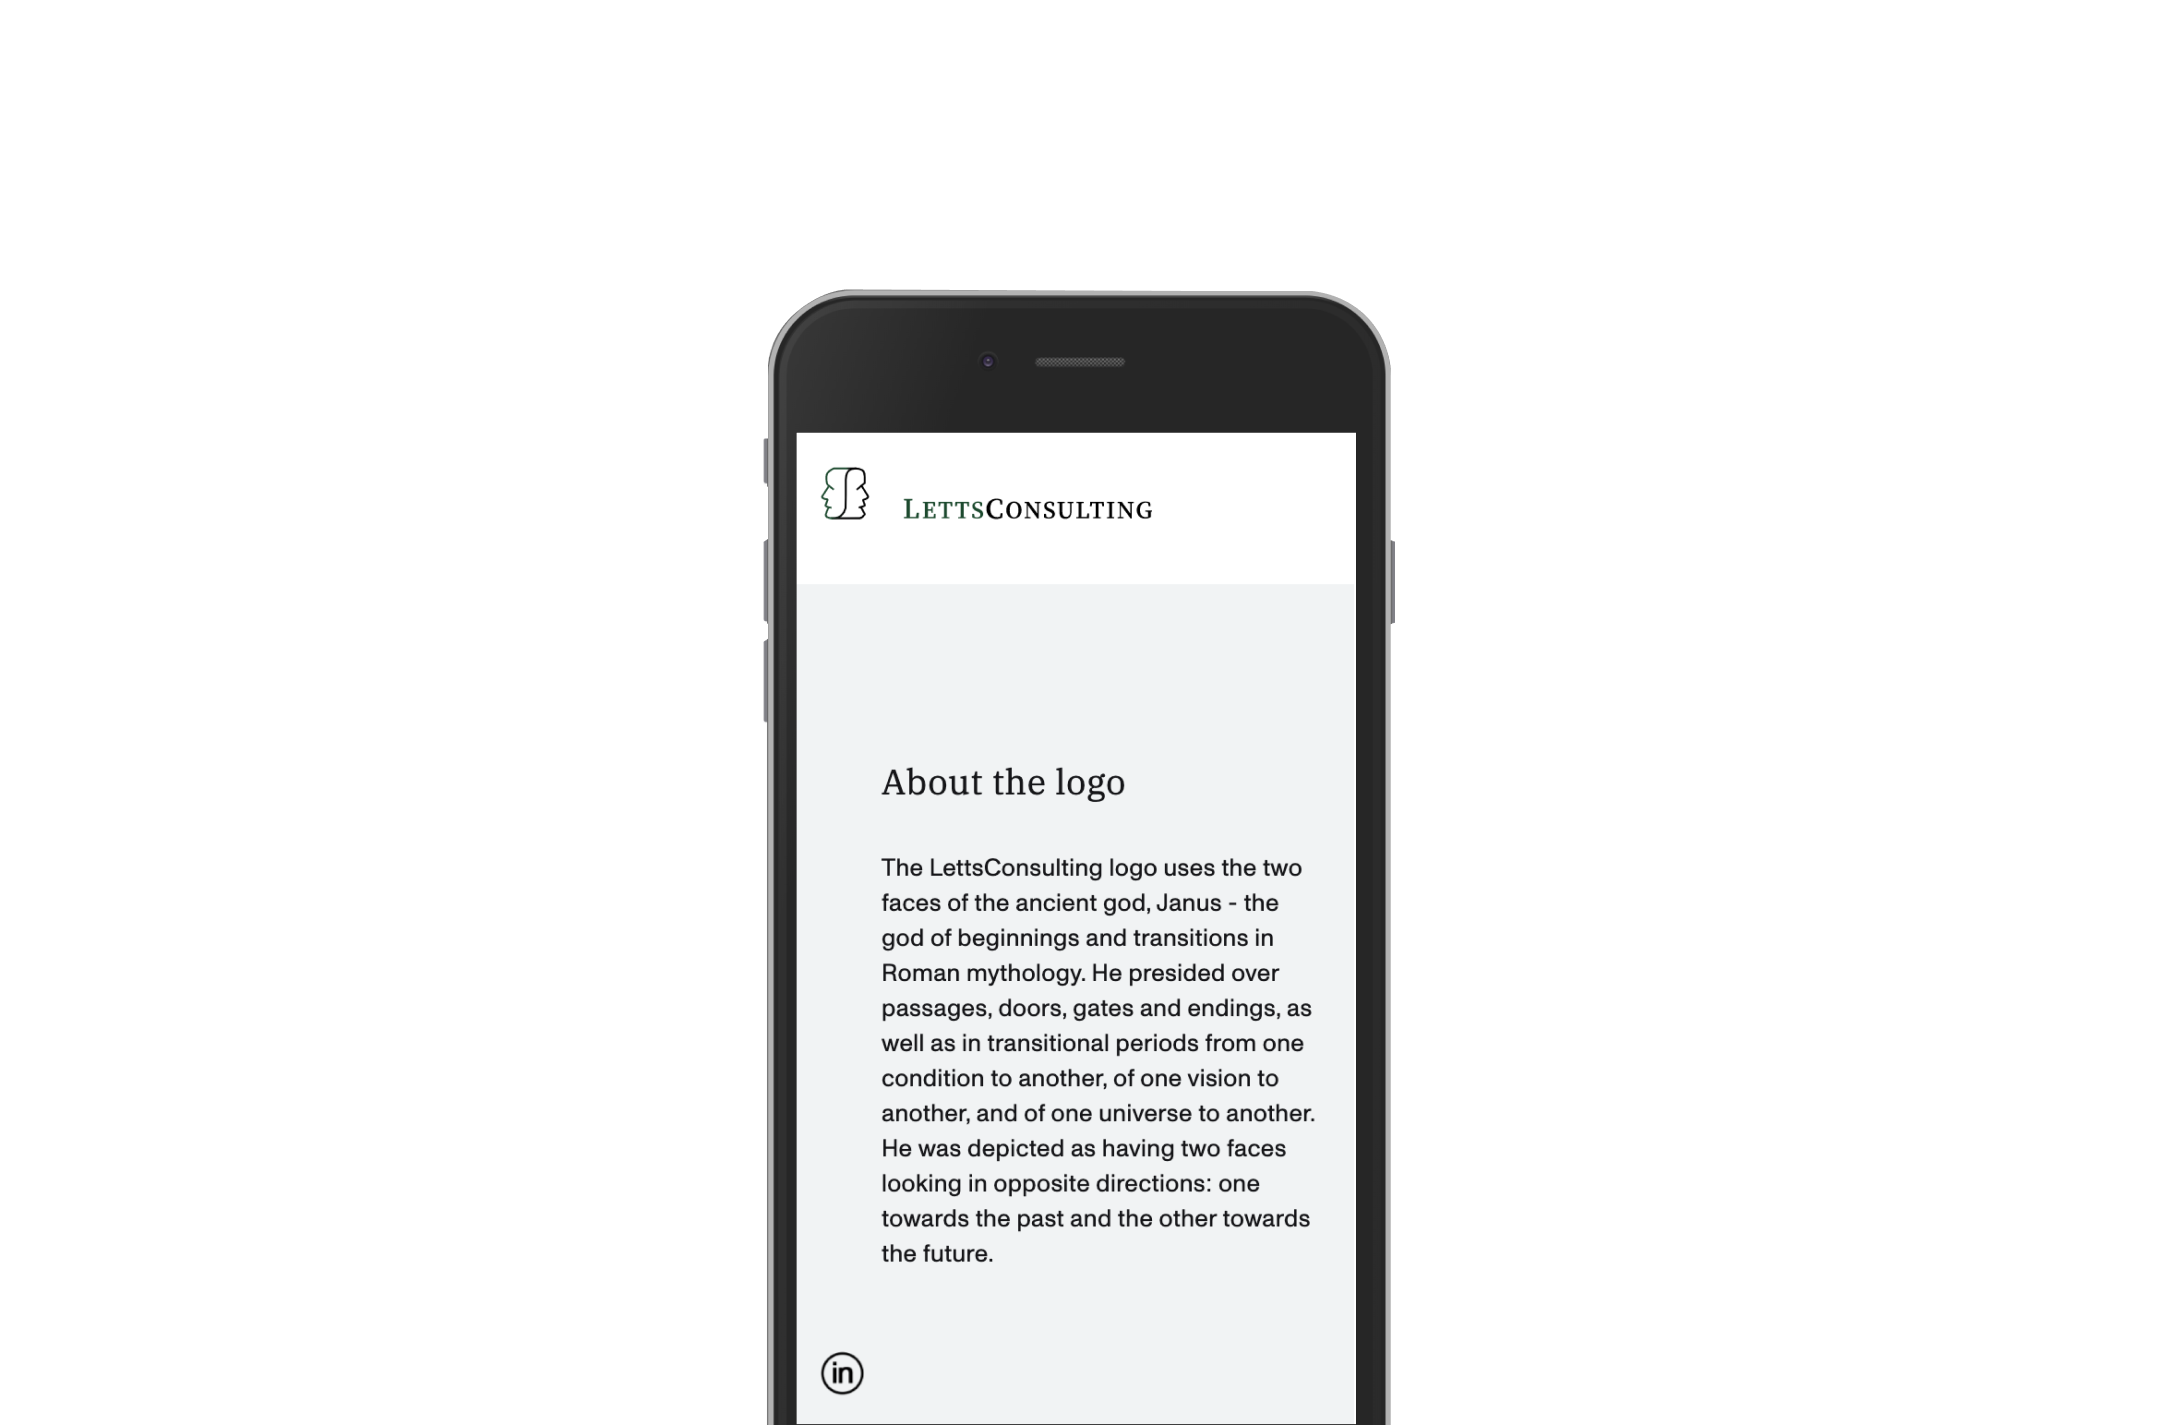 LETTSCONSULTING
About the logo
The LettsConsulting logo uses the two
faces of the ancient god, Janus - the
god of beginnings and transitions in
Roman mythology. He presided over
passages, doors, gates and endings, as
well as in transitional periods from one
condition to another, of one vision to
another, and of one universe to another.
He was depicted as having two faces
looking in opposite directions: one
towards the past and the other towards
the future.
in